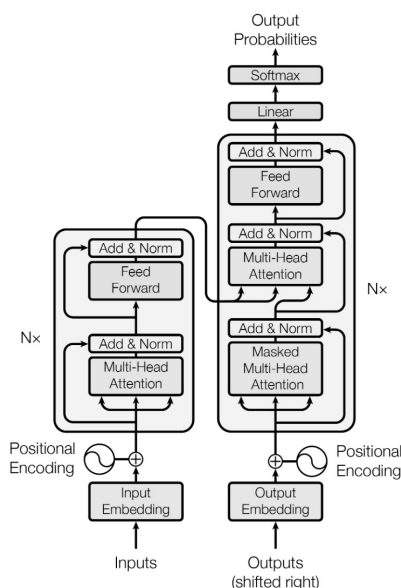 Output
Probabilities
Softmax
Linear
Add & Norm
Feed
Forward
Add & Norm
Multi-Head
Attention
Add & Norm
Masked
Multi-Head
Attention
N×
Positional
Encoding
Output
Embedding
Outputs
(shifted right)
Add & Norm
Feed
Forward
N×
Add & Norm
Multi-Head
Attention
Positional
Encoding
Input
Embedding
Inputs